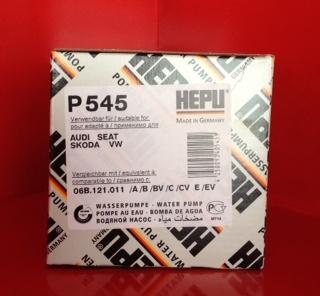 P 545
HEPU
MADE IN GERMANY
Verwendbar für / suitable for
pour adapté à / применимо для
AUDI SEAT
SKODA VW
Vergleichbar mit / equivalent à
comparable to / сравнимо с:
06B.121.011 /A/B/BV/C/CV E/EV
WASSERPUMPE - WATER PUMP
POMPE AU EAU - BOMBA DE AGUA
ВОДЯНОЙ НАСОС - مضخات مياه